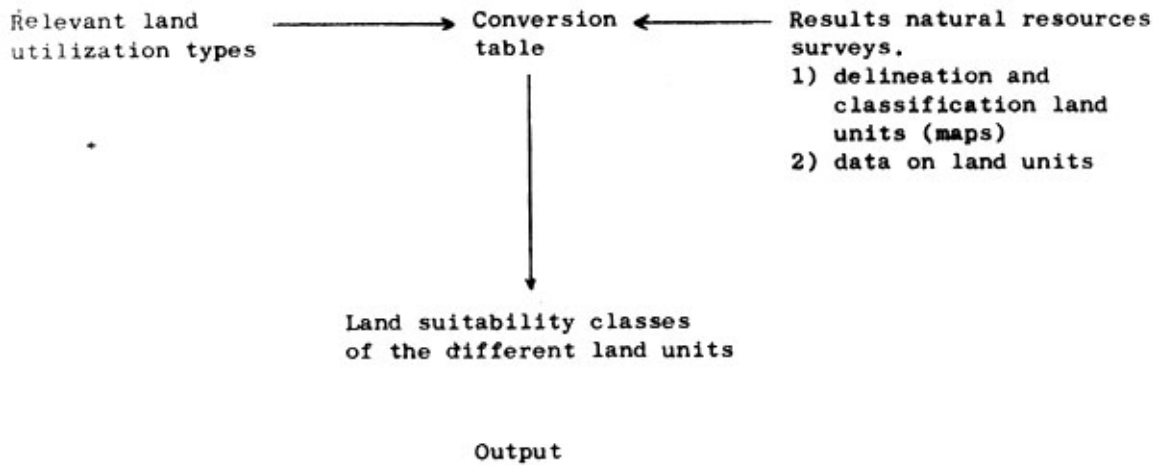 Relevant land
utilization types
Conversion
table
Results natural resources
surveys.
1) delineation and
classification land
units (maps)
2) data on land units
Land suitability classes
of the different land units
Output